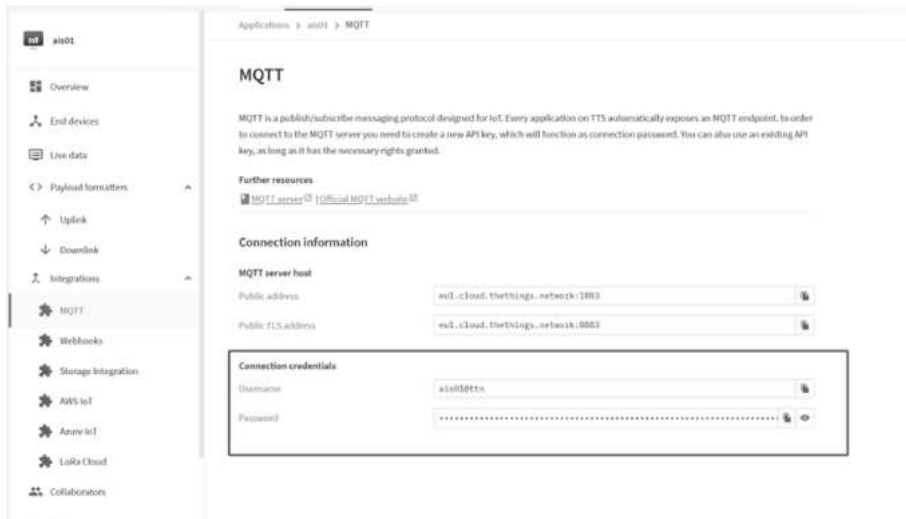 ais01
Overview
End devices
Live data
<> Payload formatters
Uplink
Downlink
Integrations
MQTT
Webhooks
Storage Integration
AWS IoT
Azure IoT
LoRa Cloud
Collaborators
Applications > ais01 > MQTT
MQTT
MQTT is a publish/subscribe messaging protocol designed for IoT. Every application on TTS automatically exposes an MQTT endpoint. In order
to connect to the MQTT server you need to create a new API key, which will function as connection password. You can also use an existing API
key, as long as it has the necessary rights granted.
Further resources
MQTT server | Official MQTT website
Connection information
MQTT server host
Public address eu1.cloud.thethings.network:1883
Public TLS address eu1.cloud.thethings.network:8883
Connection credentials
Username ais01@ttn
Password